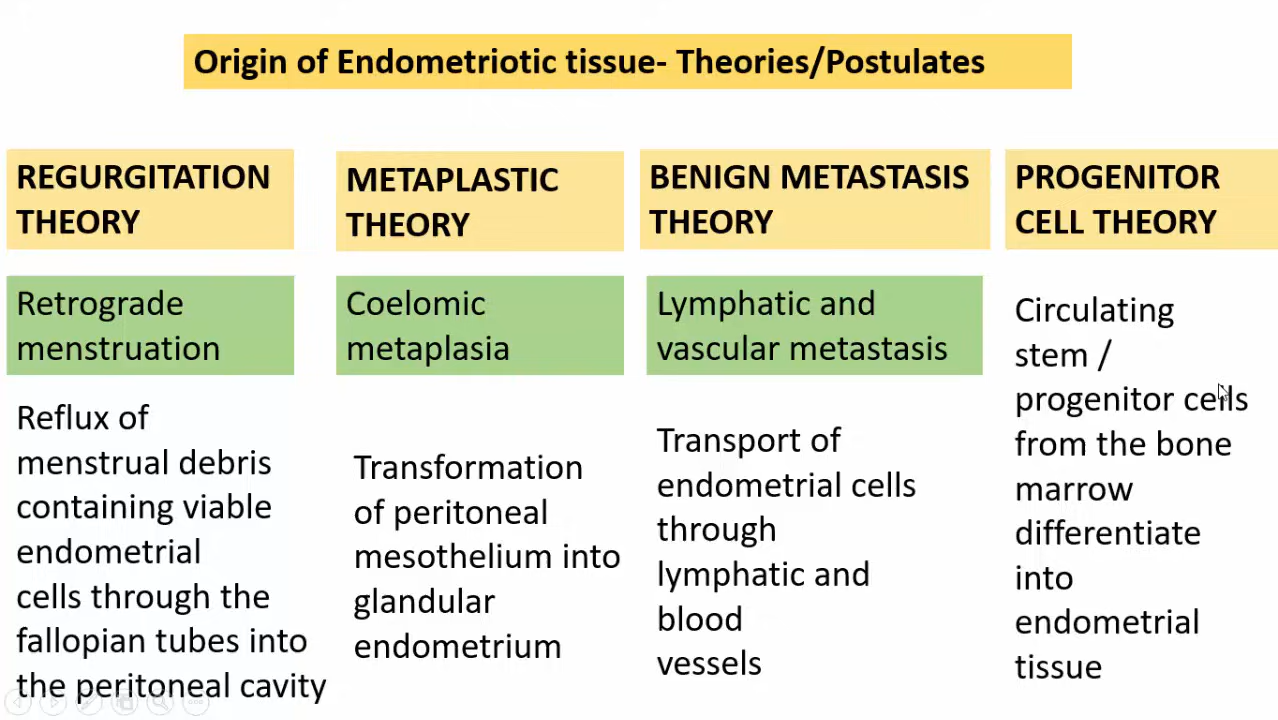 Origin of Endometriotic tissue- Theories/Postulates
REGURGITATION
THEORY
Retrograde
menstruation
Reflux of
menstrual debris
containing viable
endometrial
cells through the
fallopian tubes into
the peritoneal cavity
METAPLASTIC
THEORY
Coelomic
metaplasia
Transformation
of peritoneal
mesothelium into
glandular
endometrium
BENIGN METASTASIS
THEORY
Lymphatic and
vascular metastasis
Transport of
endometrial cells
through
lymphatic and
blood
vessels
PROGENITOR
CELL THEORY
Circulating
stem /
progenitor cells
from the bone
marrow
differentiate
into
endometrial
tissue